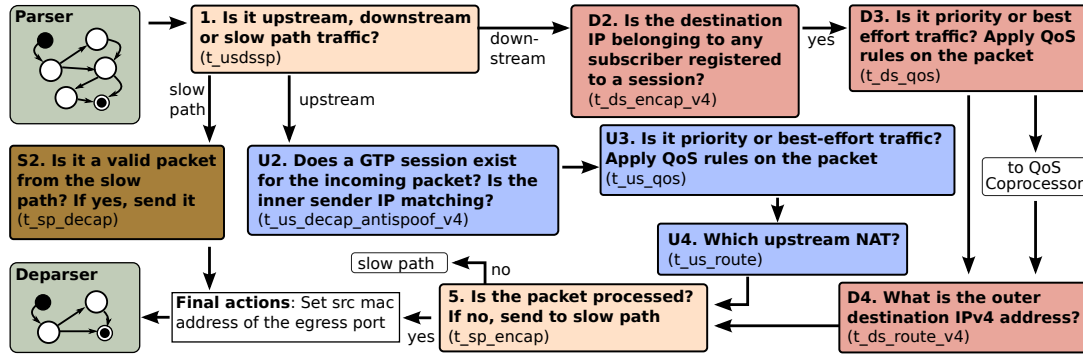 Parser
1. Is it upstream, downstream
or slow path traffic?
(t_usdssp)
down-
stream
D2. Is the destination
IP belonging to any
subscriber registered
to a session?
(t_ds_encap_v4)
yes
D3. Is it priority or best
effort traffic? Apply QoS
rules on the packet
(t_ds_qos)
slow
path
upstream
S2. Is it a valid packet
from the slow
path? If yes, send it
(t_sp_decap)
U2. Does a GTP session exist
for the incoming packet? Is the
inner sender IP matching?
(t_us_decap_antispoof_v4)
U3. Is it priority or best-effort traffic?
Apply QoS rules on the packet
(t_us_qos)
to QoS
Coprocessor
U4. Which upstream NAT?
(t_us_route)
slow path
no
Deparser
Final actions: Set src mac
address of the egress port
yes
5. Is the packet processed?
If no, send to slow path
(t_sp_encap)
D4. What is the outer
destination IPv4 address?
(t_ds_route_v4)